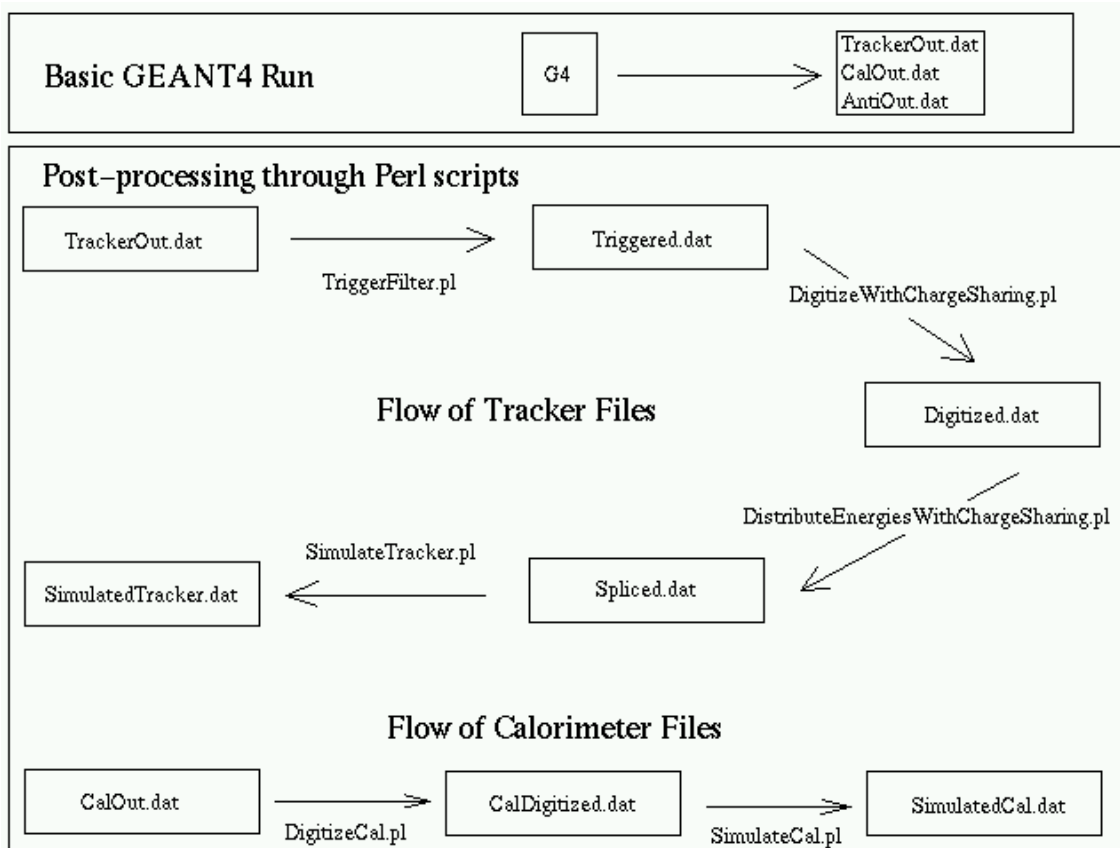 Basic GEANT4 Run
G4
TrackerOut.dat
CalOut.dat
AntiOut.dat
Post-processing through Perl scripts
TrackerOut.dat
TriggerFilter.pl
Triggered.dat
DigitizeWithChargeSharing.pl
Digitized.dat
Flow of Tracker Files
DistributeEnergiesWithChargeSharing.pl
Spliced.dat
SimulateTracker.pl
SimulatedTracker.dat
Flow of Calorimeter Files
CalOut.dat
DigitizeCal.pl
CalDigitized.dat
SimulateCal.pl
SimulatedCal.dat